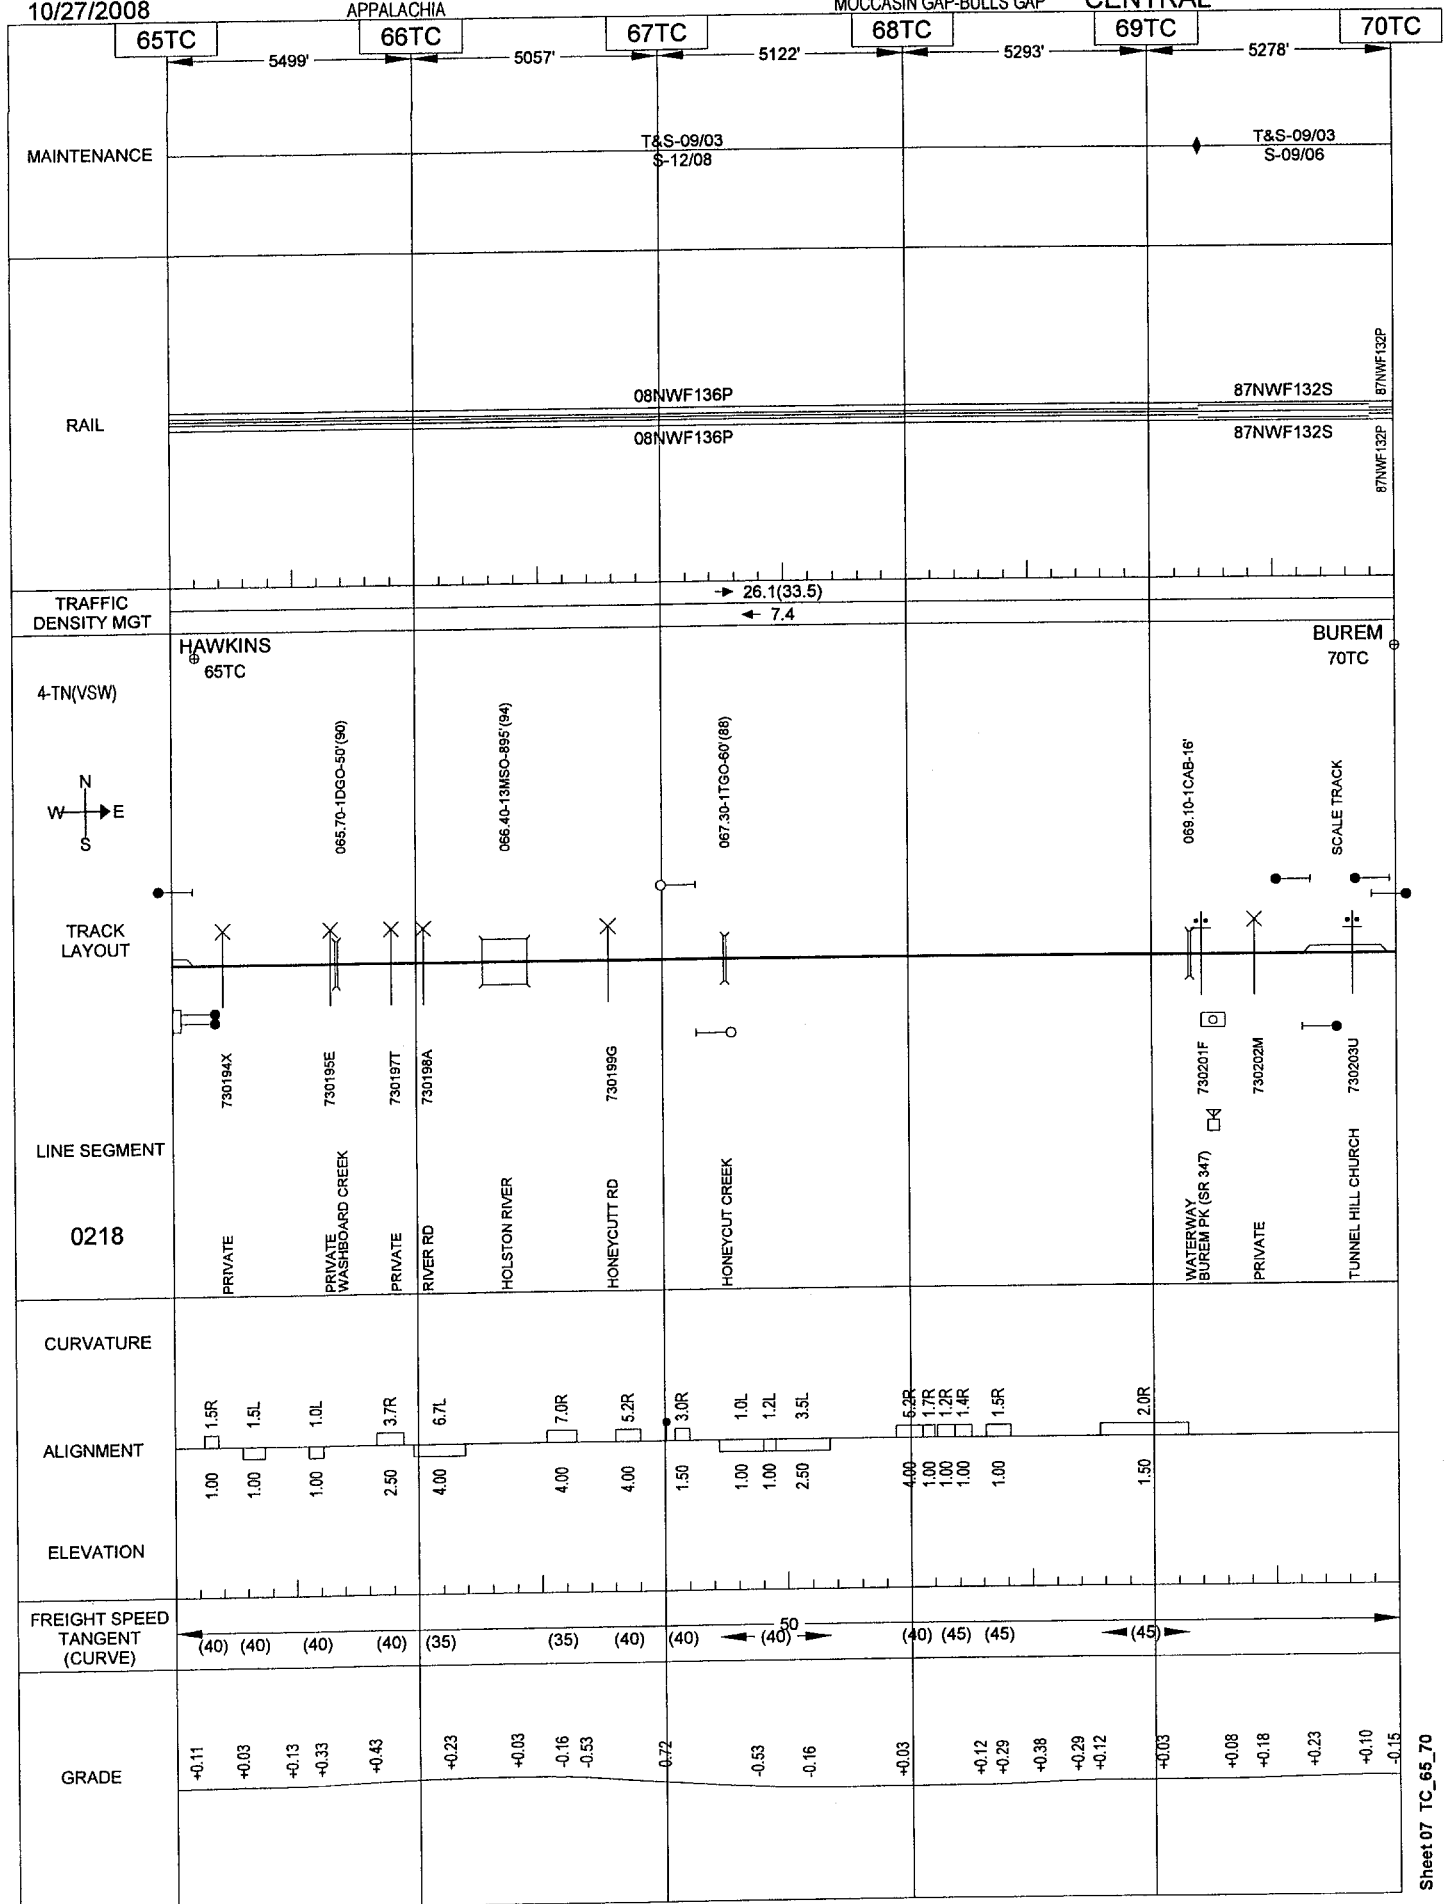 10/27/2008
APPALACHIA
MOCCASIN GAP-BULLS GAP
CENTRAL
65TC
66TC
67TC
68TC
69TC
70TC
5499'
5057'
5122'
5293'
5278'
MAINTENANCE
T&S-09/03
S-12/08
T&S-09/03
S-09/06
RAIL
08NWF136P
87NWF132S
87NWF132P
08NWF136P
87NWF132S
87NWF132P
TRAFFIC
DENSITY MGT
26.1(33.5)
7.4
HAWKINS
65TC
BUREM
70TC
4-TN(VSW)
N
W
E
S
065.70-1DGO-50'(90)
066.40-13MSO-895'(94)
067.30-1TGO-60'(88)
069.10-1CAB-16'
SCALE TRACK
TRACK
LAYOUT
730194X
730195E
730197T
730198A
730199G
730201F
730202M
730203U
LINE SEGMENT
0218
PRIVATE
PRIVATE
WASHBOARD CREEK
PRIVATE
RIVER RD
HOLSTON RIVER
HONEYCUTT RD
HONEYCUT CREEK
WATERWAY
BUREM PK (SR 347)
PRIVATE
TUNNEL HILL CHURCH
CURVATURE
1.5R
1.5L
1.0L
3.7R
6.7L
7.0R
5.2R
3.0R
1.0L
1.2L
3.5L
5.2R
1.7R
1.2R
1.4R
1.5R
2.0R
ALIGNMENT
1.00
1.00
1.00
2.50
4.00
4.00
4.00
1.50
1.00
1.00
2.50
4.00
1.00
1.00
1.00
1.00
1.50
ELEVATION
FREIGHT SPEED
TANGENT
(CURVE)
50
(40)
(40)
(40)
(40)
(35)
(35)
(40)
(40)
(40)
(40)
(45)
(45)
(45)
GRADE
+0.11
+0.03
+0.13
+0.33
+0.43
+0.23
+0.03
-0.16
-0.53
-0.72
-0.53
-0.16
+0.03
+0.12
+0.29
+0.38
+0.29
+0.12
+0.03
+0.08
+0.18
+0.23
+0.10
-0.15
Sheet 07 TC_65_70